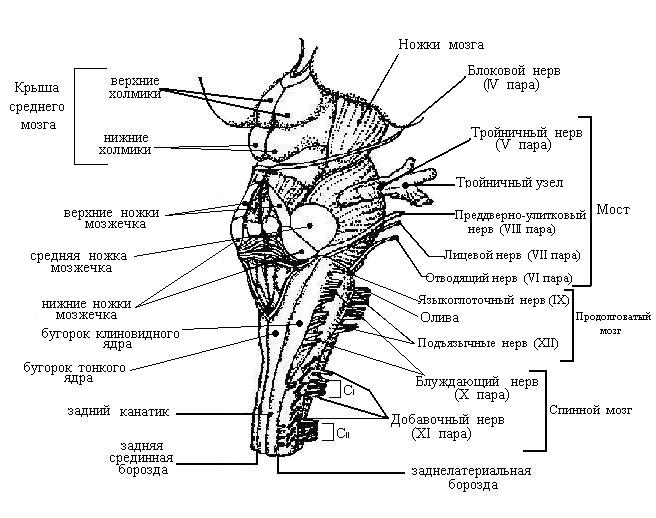 Ножки мозга
Блоковой нерв
(IV пара)
Крыша
среднего
мозга
верхние
холмики
нижние
холмики
Тройничный нерв
(V пара)
Тройничный узел
Мост
верхние ножки
мозжечка
Преддверно-улитковый
нерв (VIII пара)
средняя ножка
мозжечка
Лицевой нерв (VII пара)
Отводящий нерв (VI пара)
нижние ножки
мозжечка
Языкоглоточный нерв (IX)
Олива
Продолговатый
мозг
бугорок клиновидного
ядра
Подъязычные нерв (XII)
бугорок тонкого
ядра
Блуждающий нерв
(X пара)
CI
Спинной мозг
задний канатик
Добавочный нерв
(XI пара)
CII
задняя
срединная
борозда
заднелатериальная
борозда